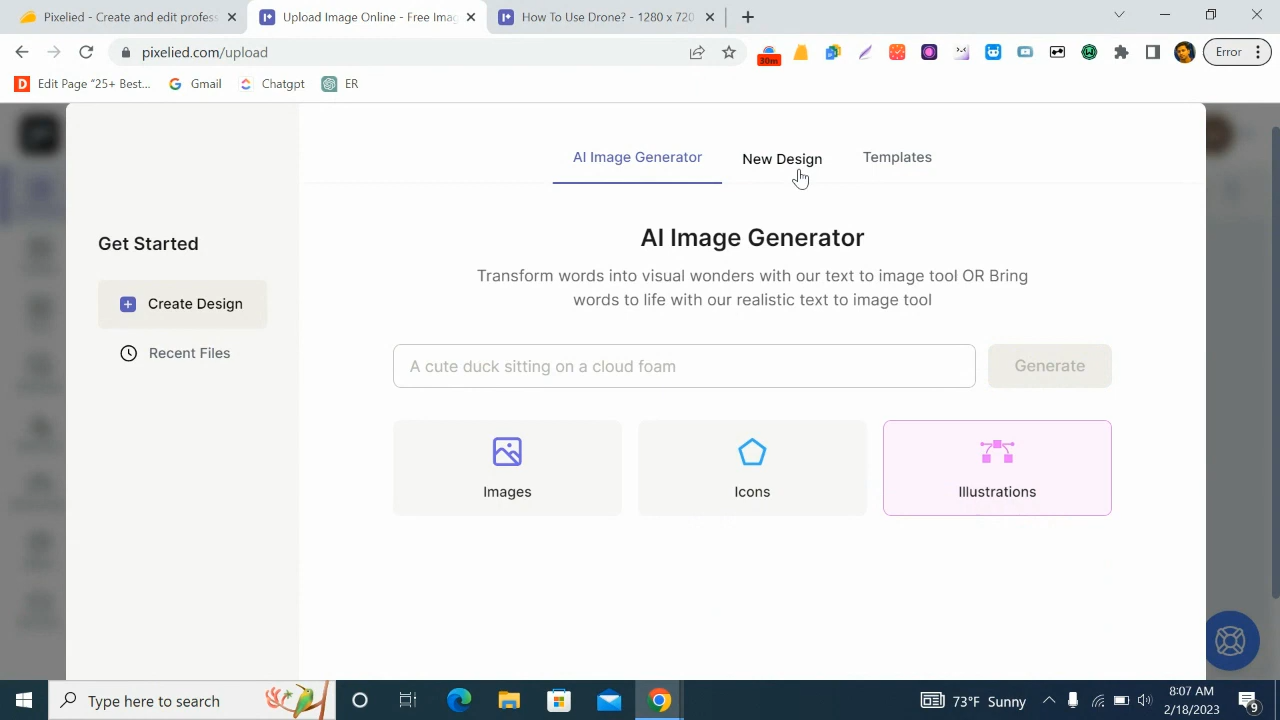 Pixelied - Create and edit profess
Upload Image Online - Free Imag
How To Use Drone? - 1280 x 720
pixelied.com/upload
30m
Error
Edit Page “25+ Best...
Gmail
Chatgpt
ER
AI Image Generator
New Design
Templates
Get Started
Create Design
Recent Files
AI Image Generator
Transform words into visual wonders with our text to image tool OR Bring
words to life with our realistic text to image tool
A cute duck sitting on a cloud foam
Generate
Images
Icons
Illustrations
Type here to search
73°F Sunny
8:07 AM
2/18/2023
9